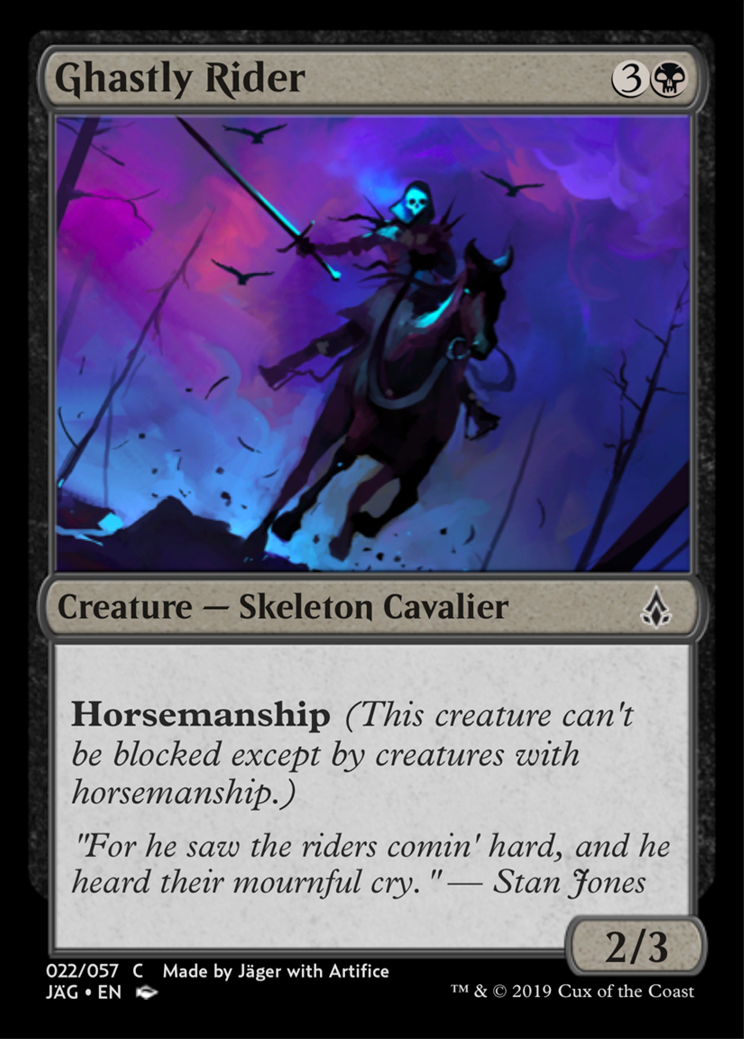 Ghastly Rider 3
Creature — Skeleton Cavalier
Horsemanship (This creature can't
be blocked except by creatures with
horsemanship.)
"For he saw the riders comin' hard, and he
heard their mournful cry." — Stan Jones
2/3
022/057 C Made by Jäger with Artifice
JÄG • EN
™ & © 2019 Cux of the Coast